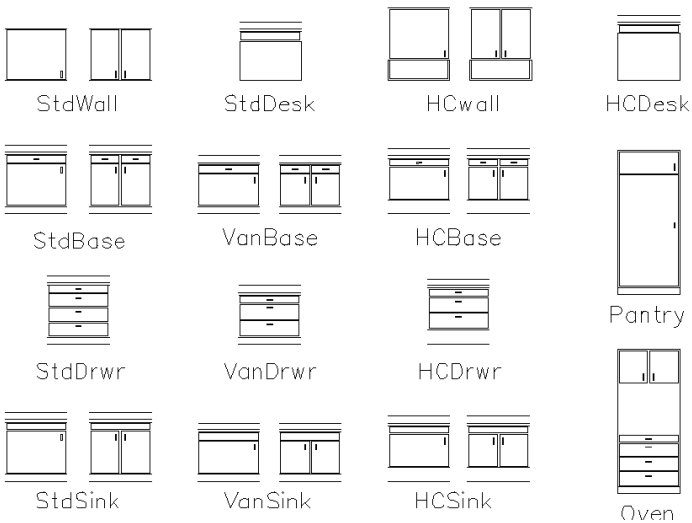 StdWall
StdDesk
HCwall
HCDesk
StdBase
VanBase
HCBase
Pantry
StdDrwr
VanDrwr
HCDrwr
StdSink
VanSink
HCSink
Oven